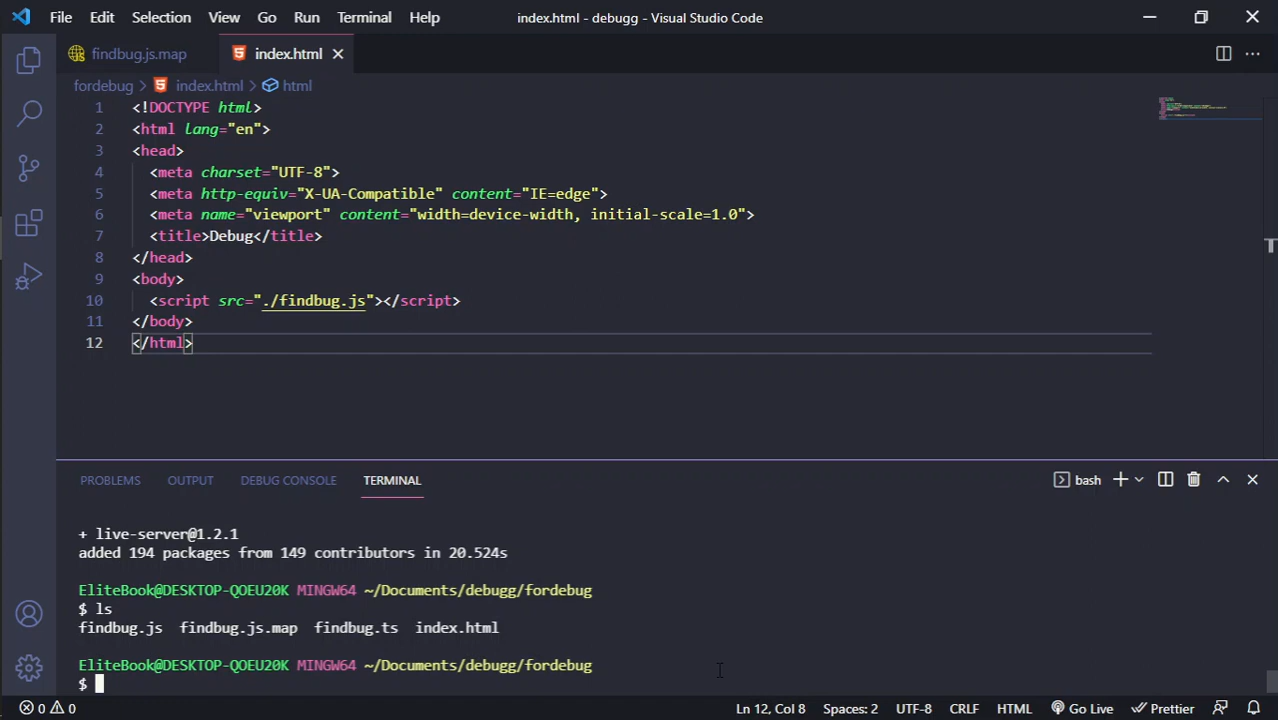 File Edit Selection View Go Run Terminal Help index.html - debugg - Visual Studio Code
findbug.js.map index.html
fordebug > index.html > html
1 <!DOCTYPE html>
2 <html lang="en">
3 <head>
4 <meta charset="UTF-8">
5 <meta http-equiv="X-UA-Compatible" content="IE=edge">
6 <meta name="viewport" content="width=device-width, initial-scale=1.0">
7 <title>Debug</title>
8 </head>
9 <body>
10 <script src="./findbug.js"></script>
11 </body>
12 </html>
PROBLEMS OUTPUT DEBUG CONSOLE TERMINAL bash
+ live-server@1.2.1
added 194 packages from 149 contributors in 20.524s
EliteBook@DESKTOP-QOEU20K MINGW64 ~/Documents/debugg/fordebug
$ ls
findbug.js findbug.js.map findbug.ts index.html
EliteBook@DESKTOP-QOEU20K MINGW64 ~/Documents/debugg/fordebug
$
0 0 Ln 12, Col 8 Spaces: 2 UTF-8 CRLF HTML Go Live Prettier